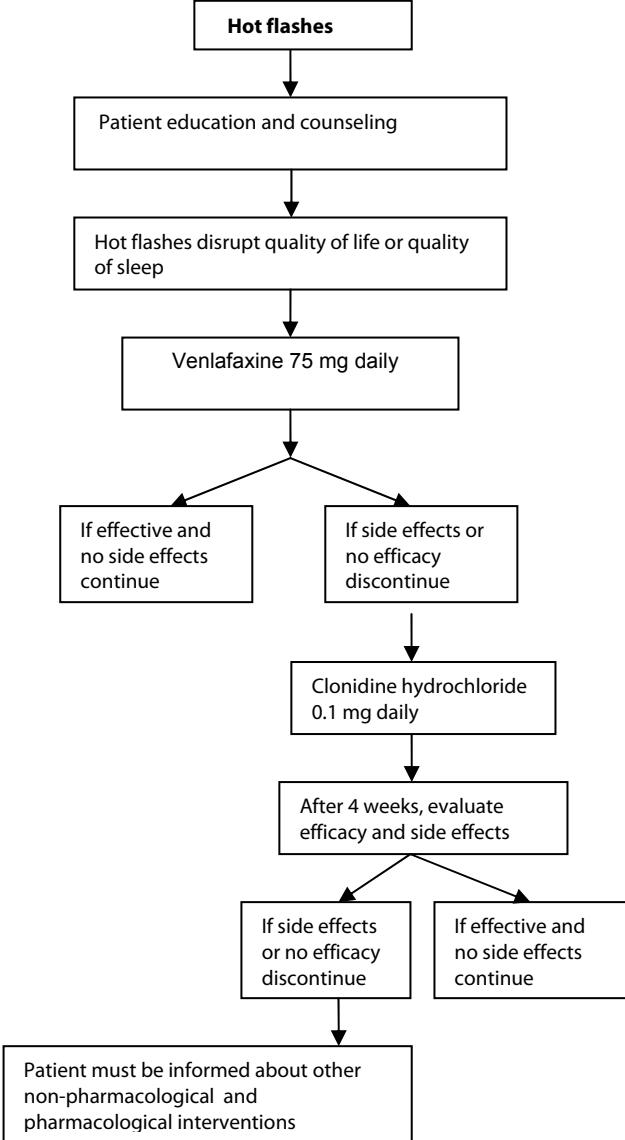 Hot flashes
Patient education and counseling
Hot flashes disrupt quality of life or quality
of sleep
Venlafaxine 75 mg daily
If effective and
no side effects
continue
If side effects or
no efficacy
discontinue
Clonidine hydrochloride
0.1 mg daily
After 4 weeks, evaluate
efficacy and side effects
If side effects
or no efficacy
discontinue
If effective and
no side effects
continue
Patient must be informed about other
non-pharmacological and
pharmacological interventions